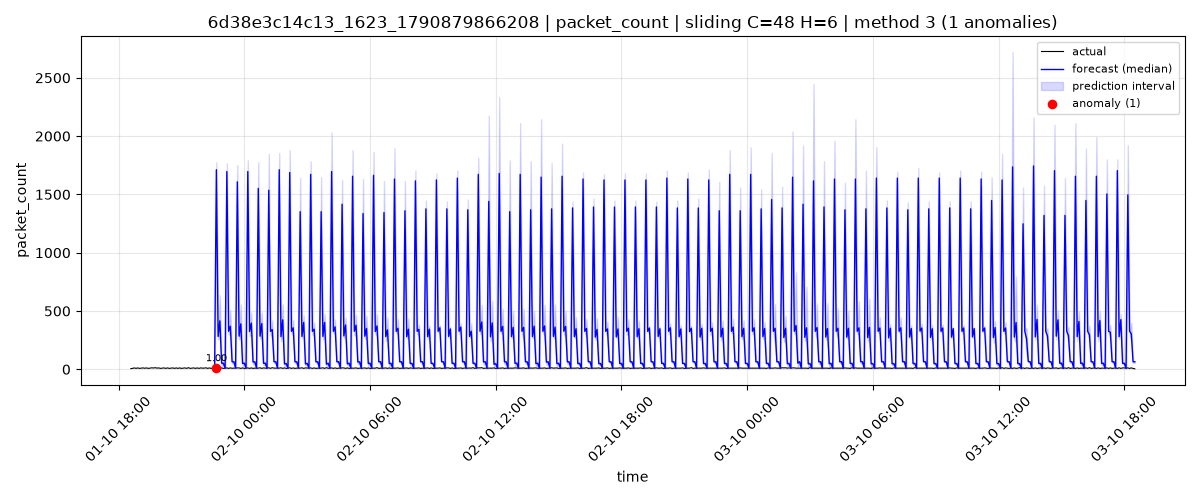 6d38e3c14c13_1623_1790879866208 | packet_count | sliding C=48 H=6 | method 3 (1 anomalies)
actual
forecast (median)
prediction interval
anomaly (1)
packet_count
2500
2000
1500
1000
500
0
1.00
01-10 18:00
02-10 00:00
02-10 06:00
02-10 12:00
02-10 18:00
03-10 00:00
03-10 06:00
03-10 12:00
03-10 18:00
time